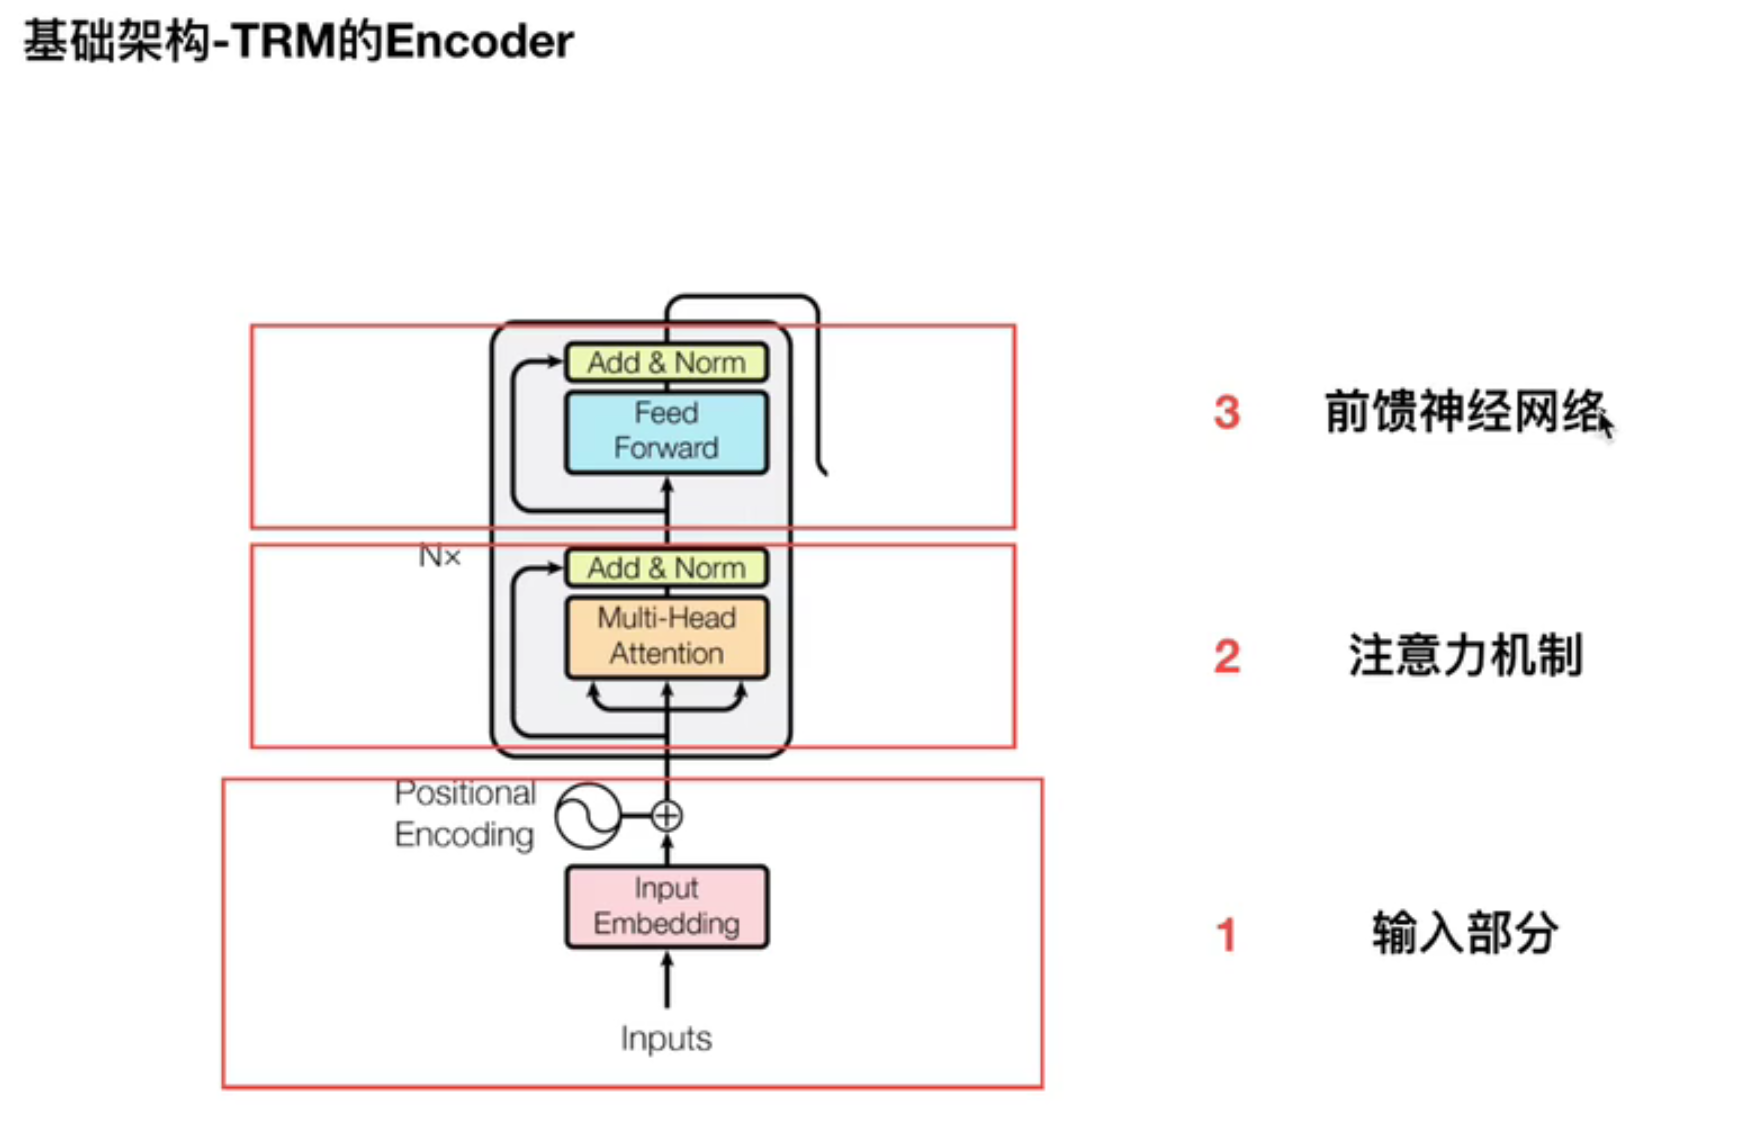 基础架构-TRM的Encoder
Add & Norm
Feed
Forward
3
前馈神经网络
N×
Add & Norm
Multi-Head
Attention
2
注意力机制
Positional
Encoding
Input
Embedding
1
输入部分
Inputs